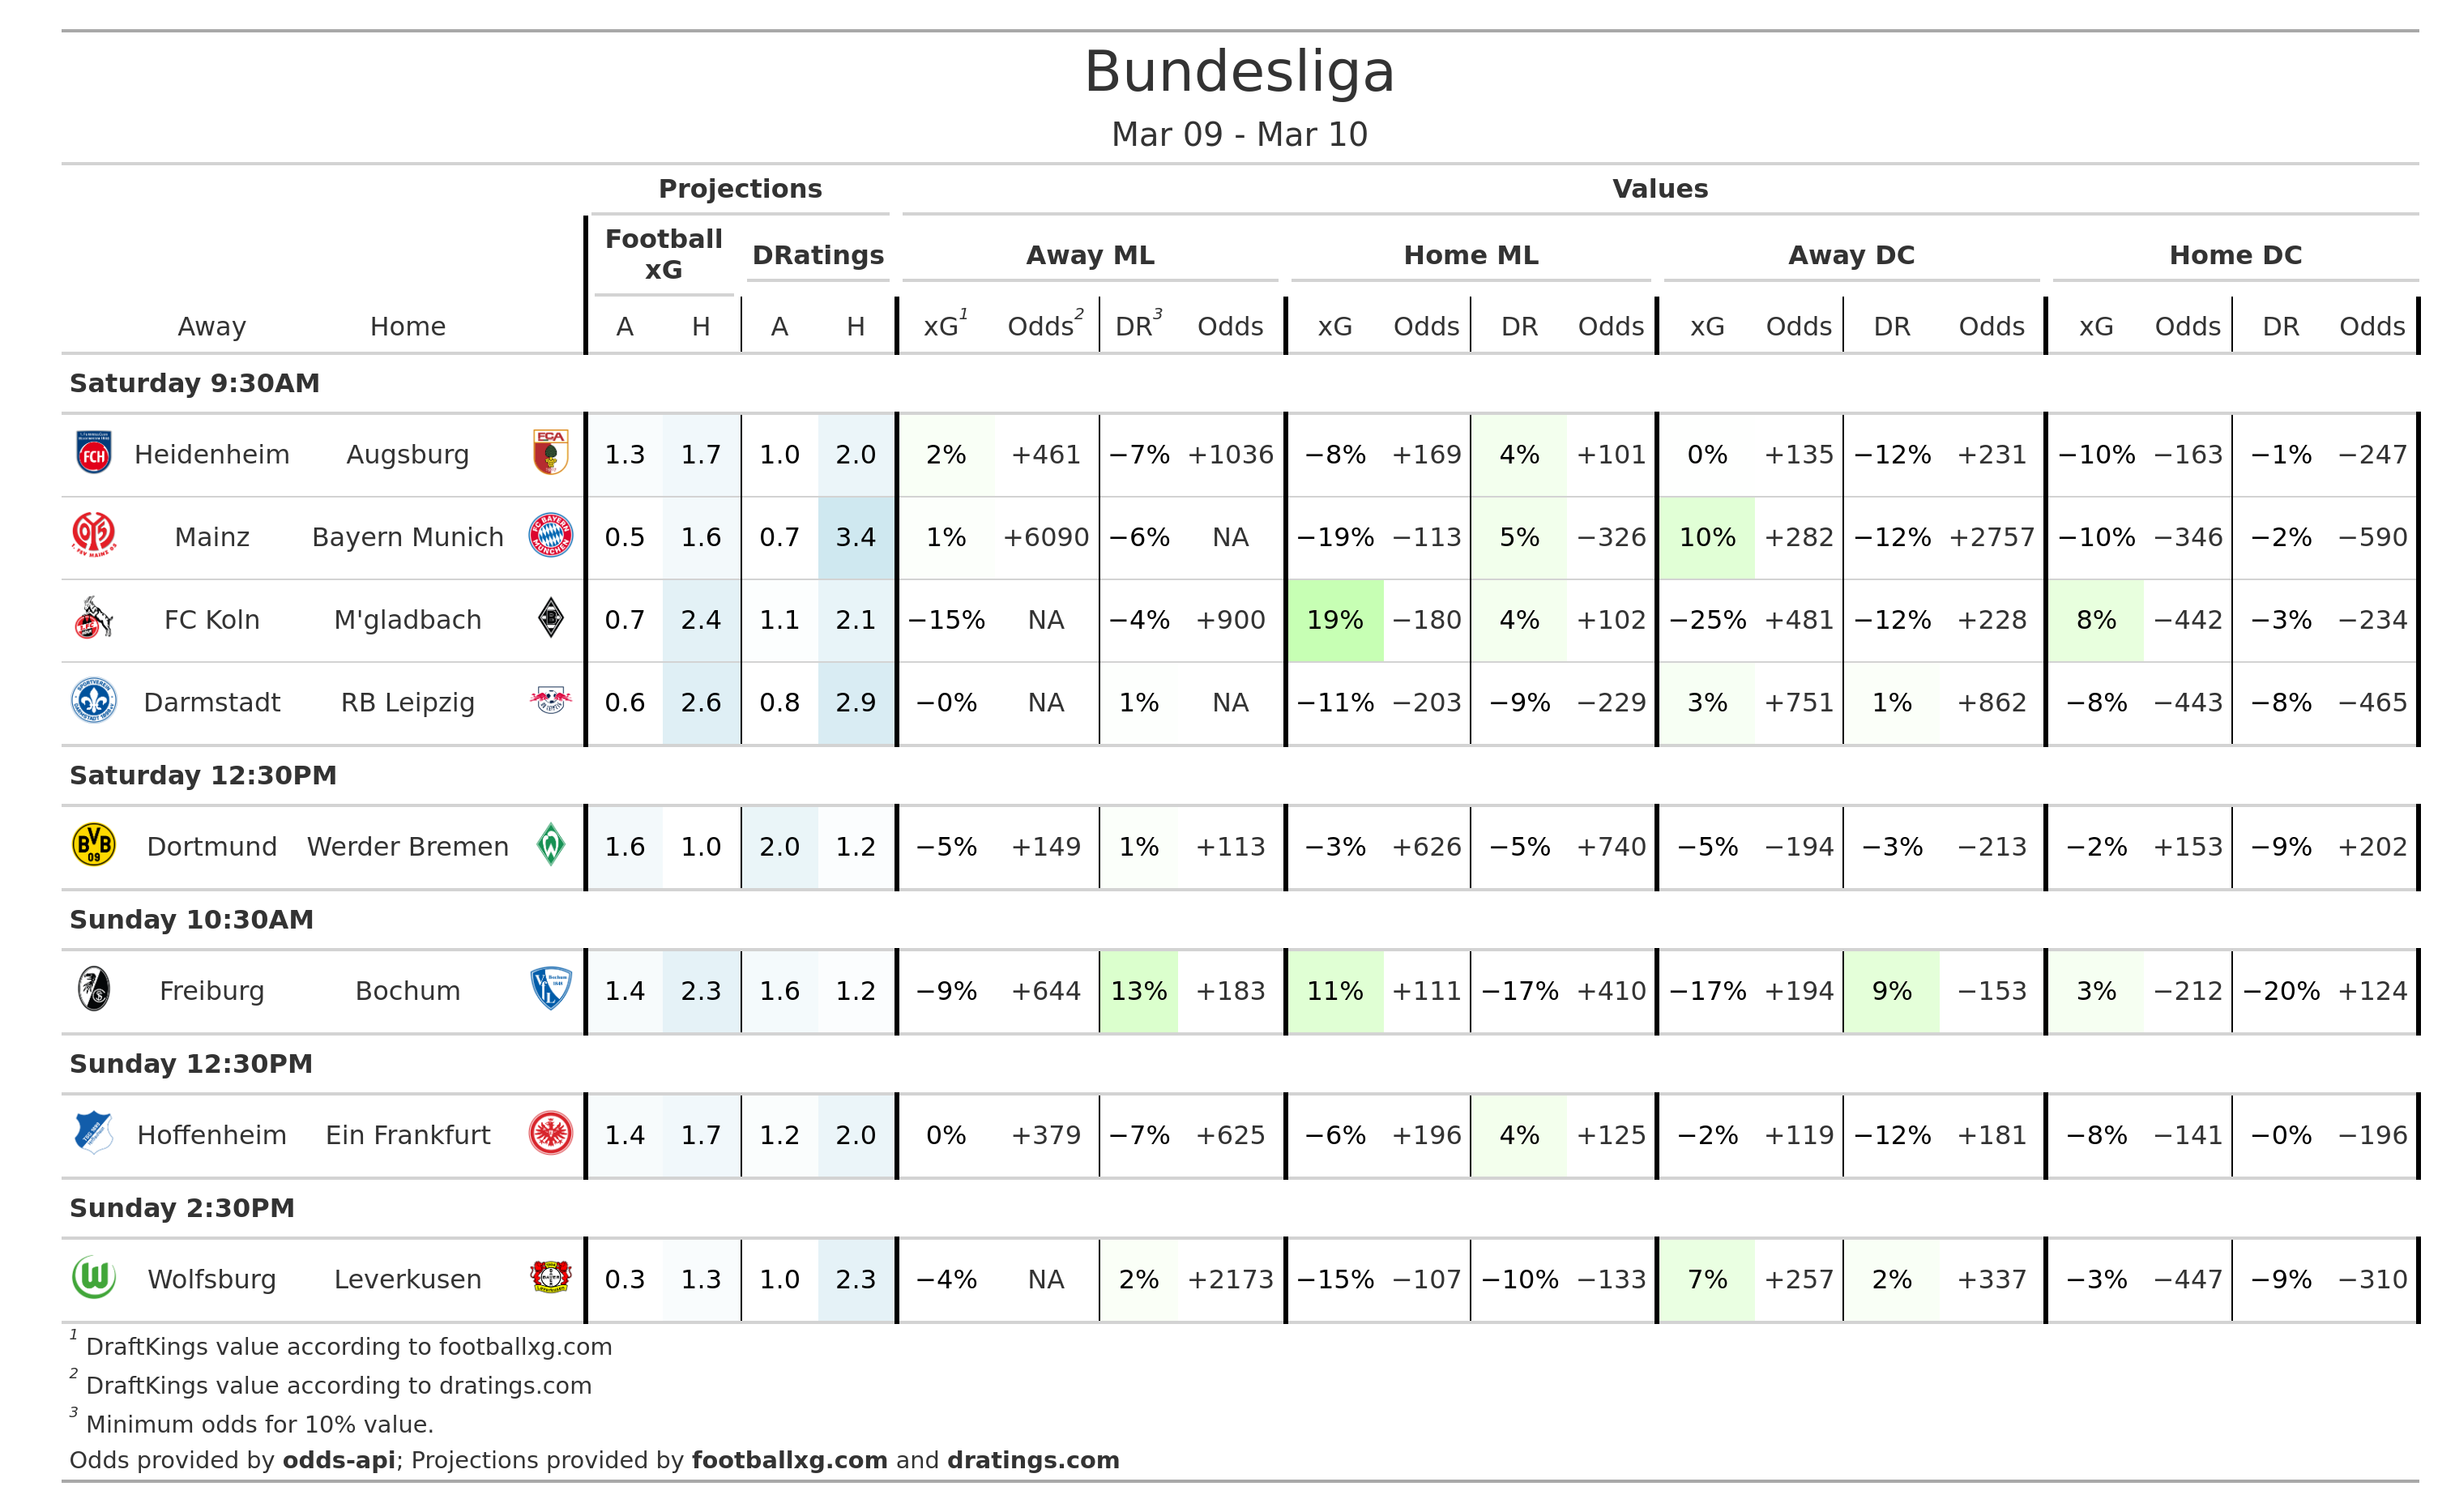 Bundesliga
Mar 09 - Mar 10
Projections Values
Football xG DRatings Away ML Home ML Away DC Home DC
Away Home A H A H xG1 Odds2 DR3 Odds xG Odds DR Odds xG Odds DR Odds xG Odds DR Odds
Saturday 9:30AM
FCH Heidenheim Augsburg FCA 1.3 1.7 1.0 2.0 2% +461 −7% +1036 −8% +169 4% +101 0% +135 −12% +231 −10% −163 −1% −247
Mainz Bayern Munich 0.5 1.6 0.7 3.4 1% +6090 −6% NA −19% −113 5% −326 10% +282 −12% +2757 −10% −346 −2% −590
FC Koln M'gladbach 0.7 2.4 1.1 2.1 −15% NA −4% +900 19% −180 4% +102 −25% +481 −12% +228 8% −442 −3% −234
Darmstadt RB Leipzig 0.6 2.6 0.8 2.9 −0% NA 1% NA −11% −203 −9% −229 3% +751 1% +862 −8% −443 −8% −465
Saturday 12:30PM
BVB 09 Dortmund Werder Bremen 1.6 1.0 2.0 1.2 −5% +149 1% +113 −3% +626 −5% +740 −5% −194 −3% −213 −2% +153 −9% +202
Sunday 10:30AM
Freiburg Bochum 1.4 2.3 1.6 1.2 −9% +644 13% +183 11% +111 −17% +410 −17% +194 9% −153 3% −212 −20% +124
Sunday 12:30PM
Hoffenheim Ein Frankfurt 1.4 1.7 1.2 2.0 0% +379 −7% +625 −6% +196 4% +125 −2% +119 −12% +181 −8% −141 −0% −196
Sunday 2:30PM
Wolfsburg Leverkusen 0.3 1.3 1.0 2.3 −4% NA 2% +2173 −15% −107 −10% −133 7% +257 2% +337 −3% −447 −9% −310
1 DraftKings value according to footballxg.com
2 DraftKings value according to dratings.com
3 Minimum odds for 10% value.
Odds provided by odds-api; Projections provided by footballxg.com and dratings.com